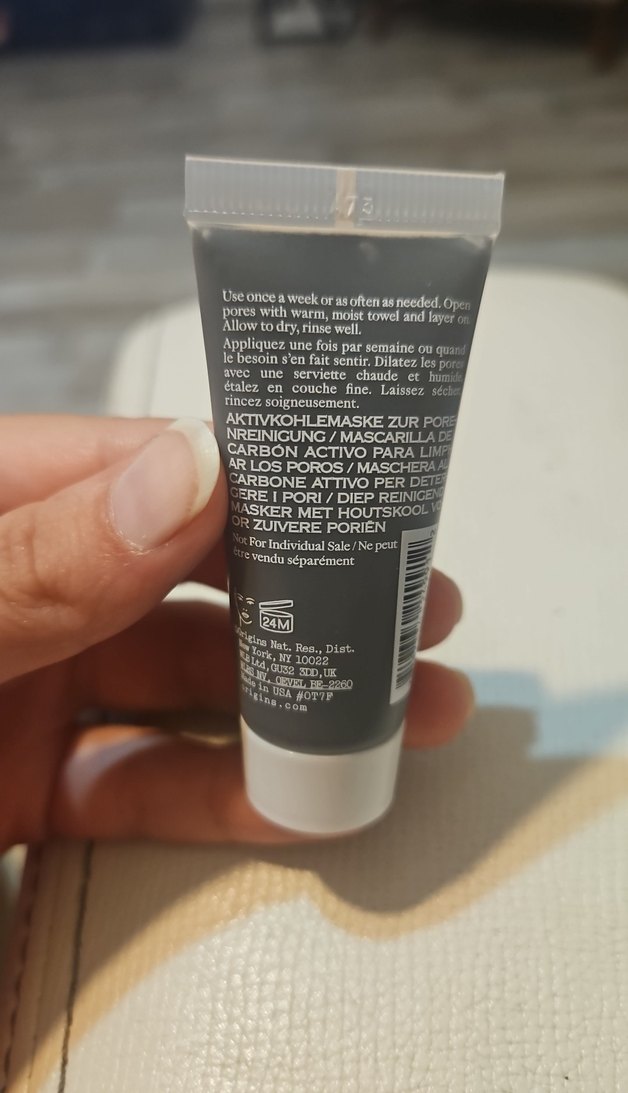 Use once a week or as often as needed. Open
pores with warm, moist towel and layer on.
Allow to dry, rinse well.
Appliquez une fois par semaine ou quand
le besoin s'en fait sentir. Dilatez les pores
avec une serviette chaude et humide,
étalez en couche fine. Laissez sécher,
rincez soigneusement.
AKTIVKOHLEMASKE ZUR PORE
NREINIGUNG / MASCARILLA DE
CARBÓN ACTIVO PARA LIMPI
AR LOS POROS / MASCHERA AL
CARBONE ATTIVO PER DETER
GERE I PORI / DIEP REINIGEND
MASKER MET HOUTSKOOL VO
OR ZUIVERE PORIËN
Not For Individual Sale / Ne peut
être vendu séparément
24M
Origins Nat. Res., Dist.
New York, NY 10022
Ltd, GU32 3DD, UK
NV, OEVEL BE-2260
Made in USA #0T7F
origins.com